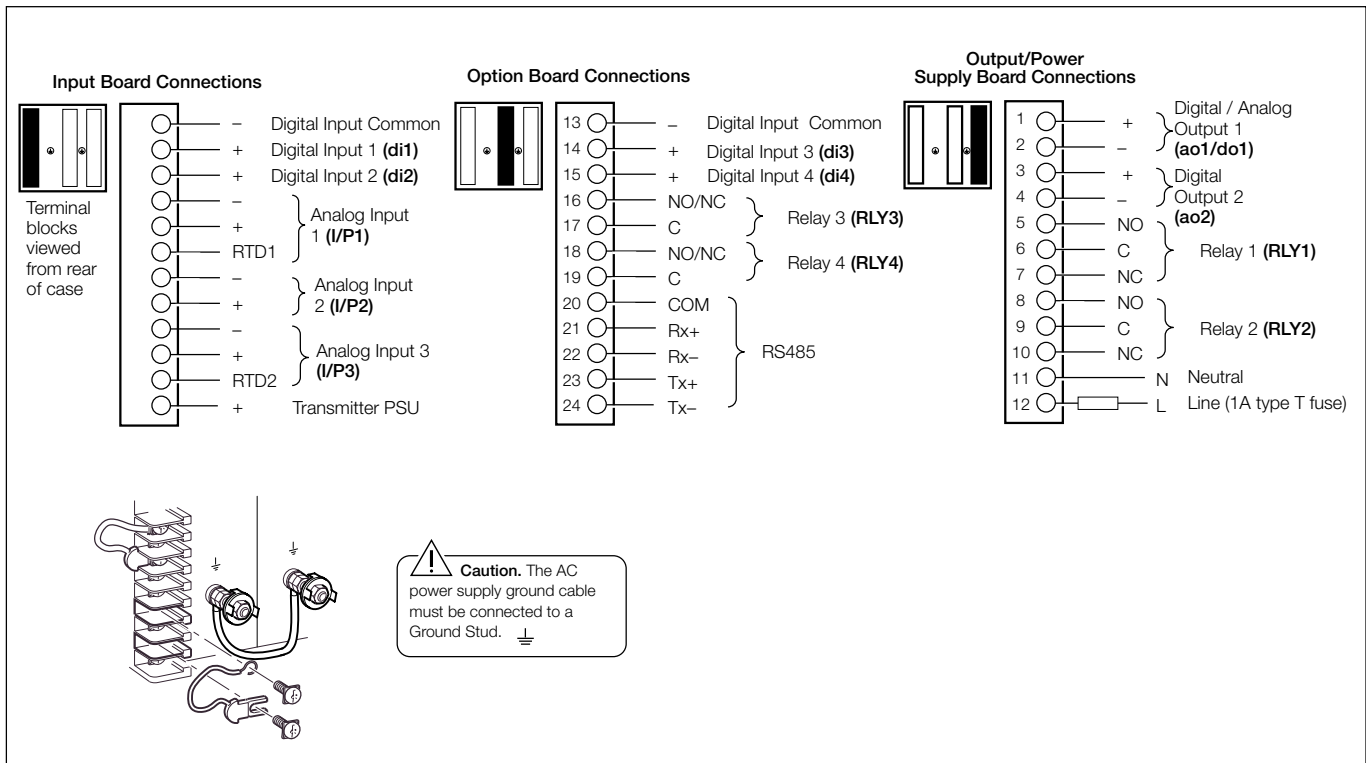 Input Board Connections
Terminal
blocks
viewed
from rear
of case
– Digital Input Common
+ Digital Input 1 (di1)
+ Digital Input 2 (di2)
–
+
RTD1
Analog Input
1 (I/P1)
–
+
Analog Input
2 (I/P2)
–
+
RTD2
Analog Input 3
(I/P3)
+ Transmitter PSU
Option Board Connections
13 – Digital Input Common
14 + Digital Input 3 (di3)
15 + Digital Input 4 (di4)
16 NO/NC
17 C
Relay 3 (RLY3)
18 NO/NC
19 C
Relay 4 (RLY4)
20 COM
21 Rx+
22 Rx–
23 Tx+
24 Tx–
RS485
Output/Power
Supply Board Connections
1 +
2 –
Digital / Analog
Output 1
(ao1/do1)
3 +
4 –
Digital
Output 2
(ao2)
5 NO
6 C
7 NC
Relay 1 (RLY1)
8 NO
9 C
10 NC
Relay 2 (RLY2)
11 N Neutral
12 L Line (1A type T fuse)
! Caution. The AC
power supply ground cable
must be connected to a
Ground Stud.